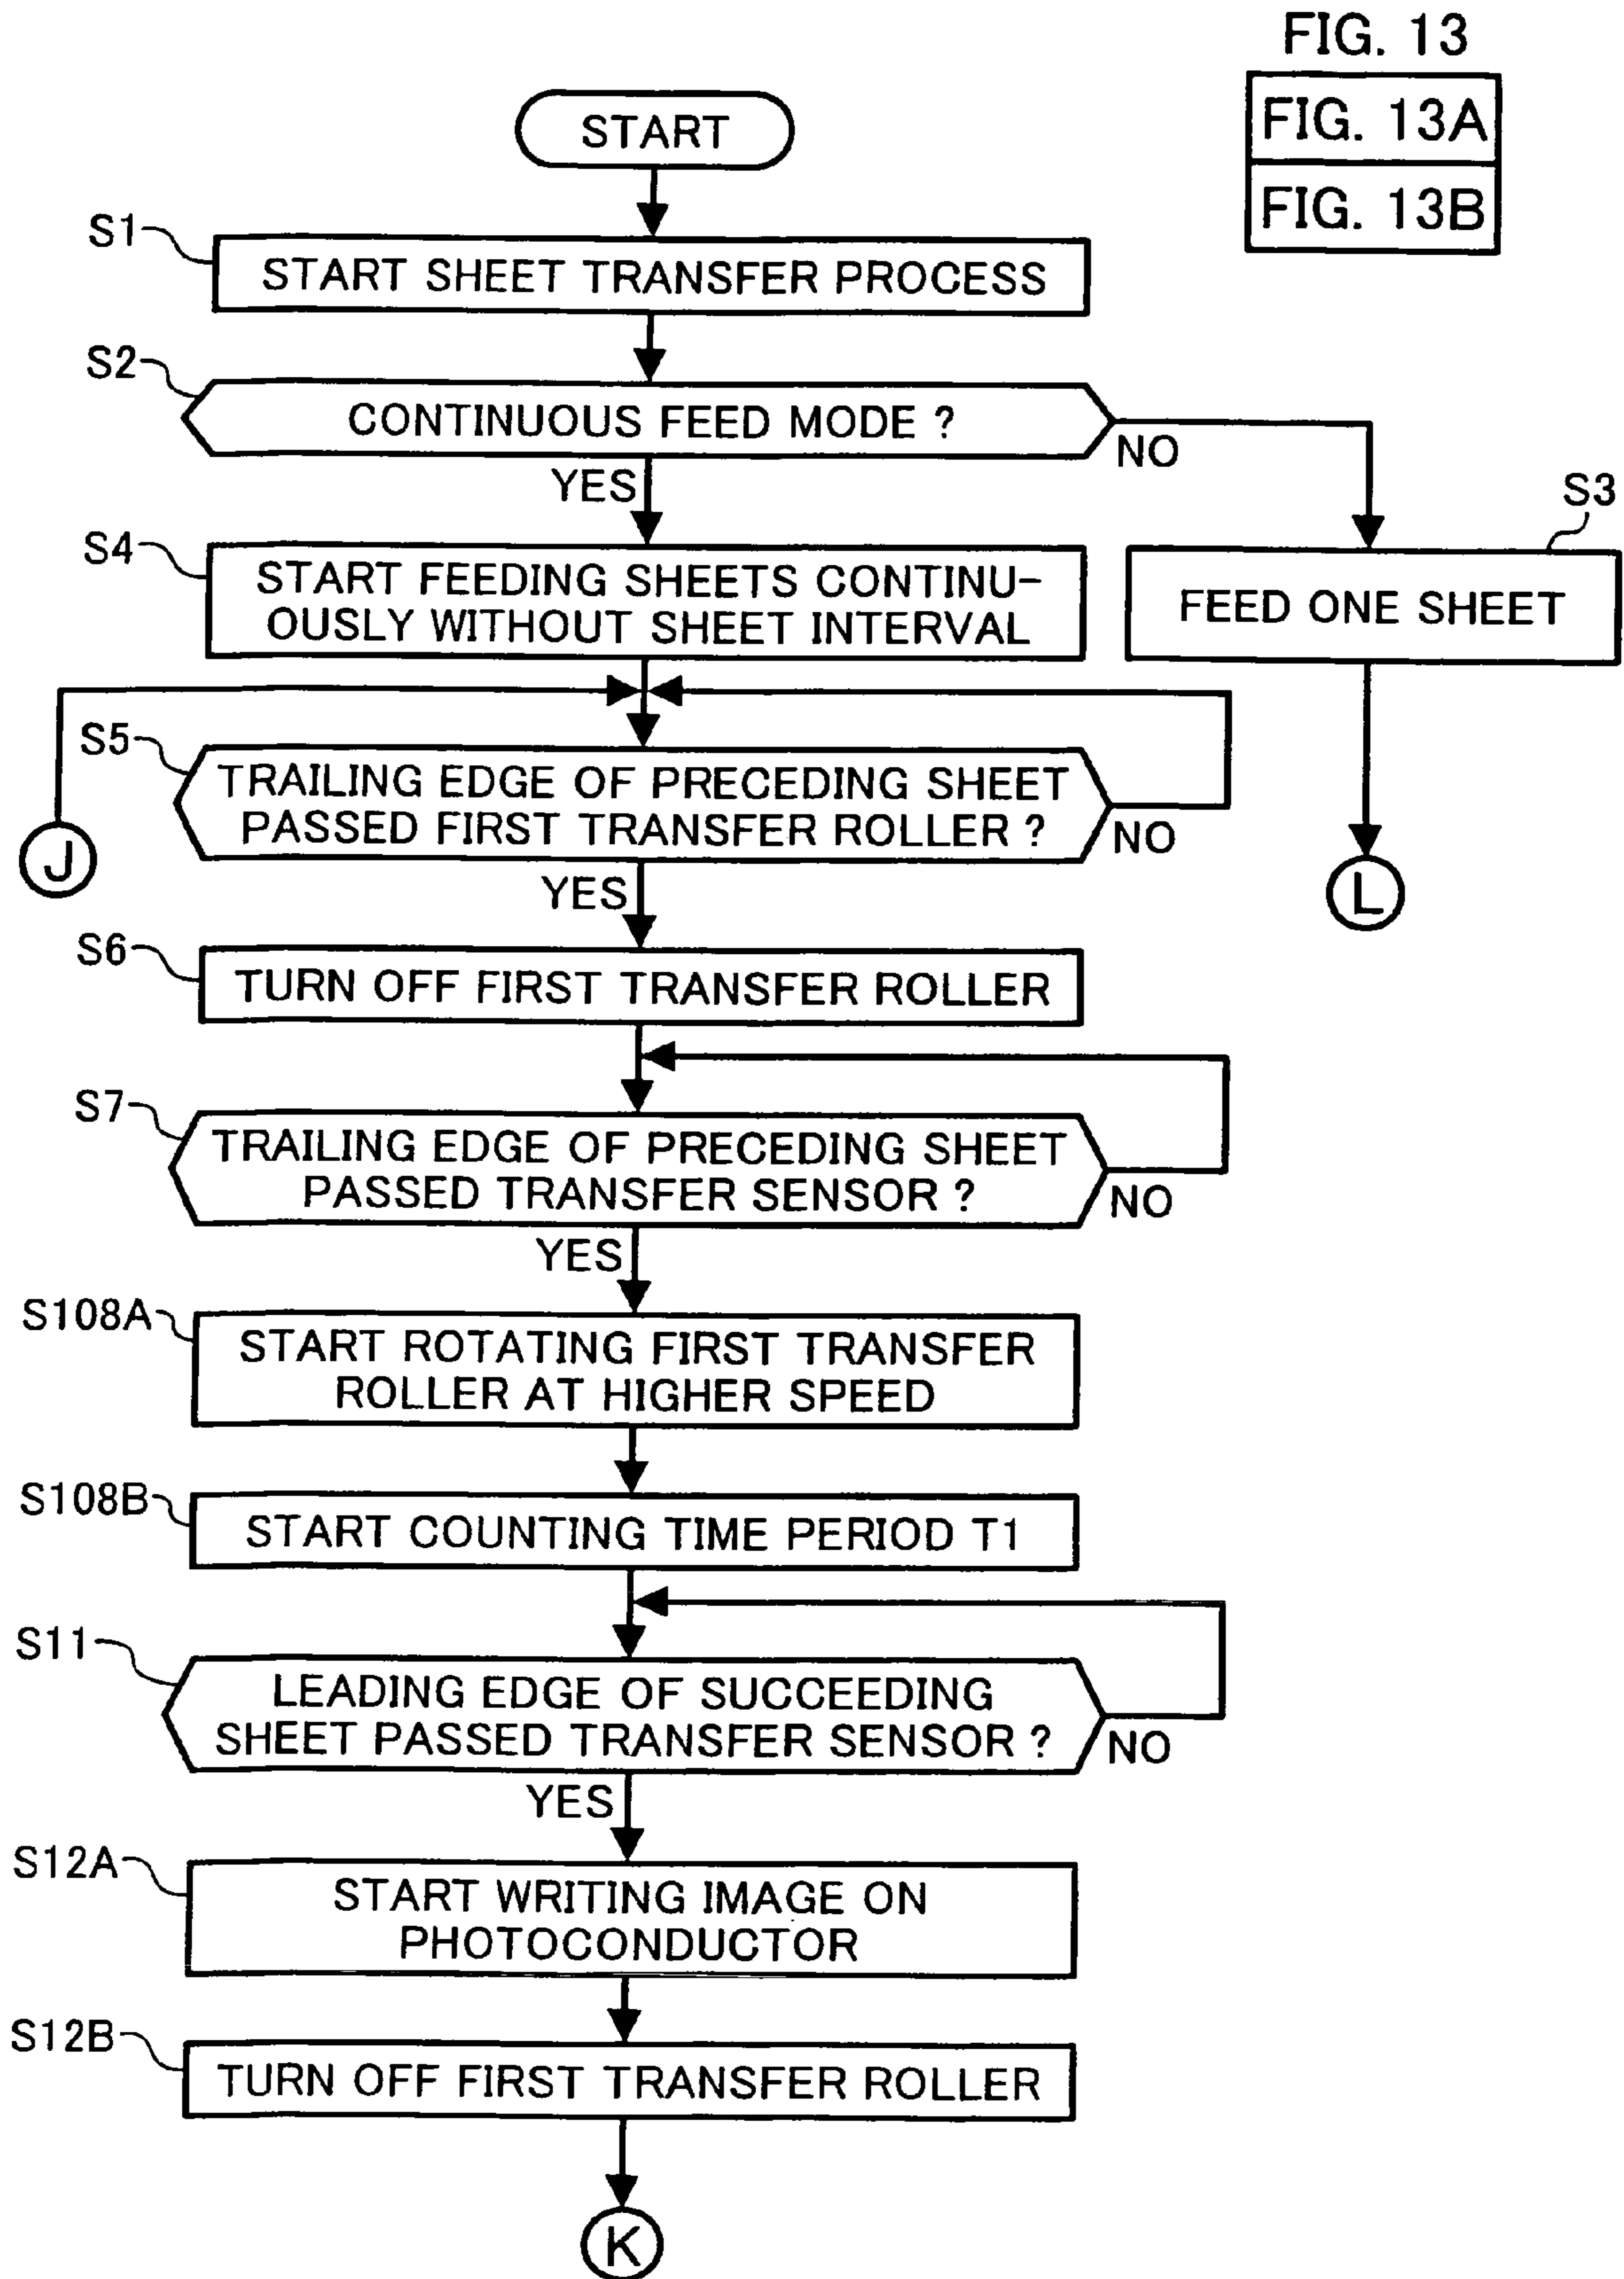 FIG. 13
FIG. 13A
FIG. 13B
START
S1
START SHEET TRANSFER PROCESS
S2
CONTINUOUS FEED MODE ?
NO
YES
S3
FEED ONE SHEET
S4
START FEEDING SHEETS CONTINU-
OUSLY WITHOUT SHEET INTERVAL
J
S5
TRAILING EDGE OF PRECEDING SHEET
PASSED FIRST TRANSFER ROLLER ?
NO
YES
L
S6
TURN OFF FIRST TRANSFER ROLLER
S7
TRAILING EDGE OF PRECEDING SHEET
PASSED TRANSFER SENSOR ?
NO
YES
S108A
START ROTATING FIRST TRANSFER
ROLLER AT HIGHER SPEED
S108B
START COUNTING TIME PERIOD T1
S11
LEADING EDGE OF SUCCEEDING
SHEET PASSED TRANSFER SENSOR ?
NO
YES
S12A
START WRITING IMAGE ON
PHOTOCONDUCTOR
S12B
TURN OFF FIRST TRANSFER ROLLER
K